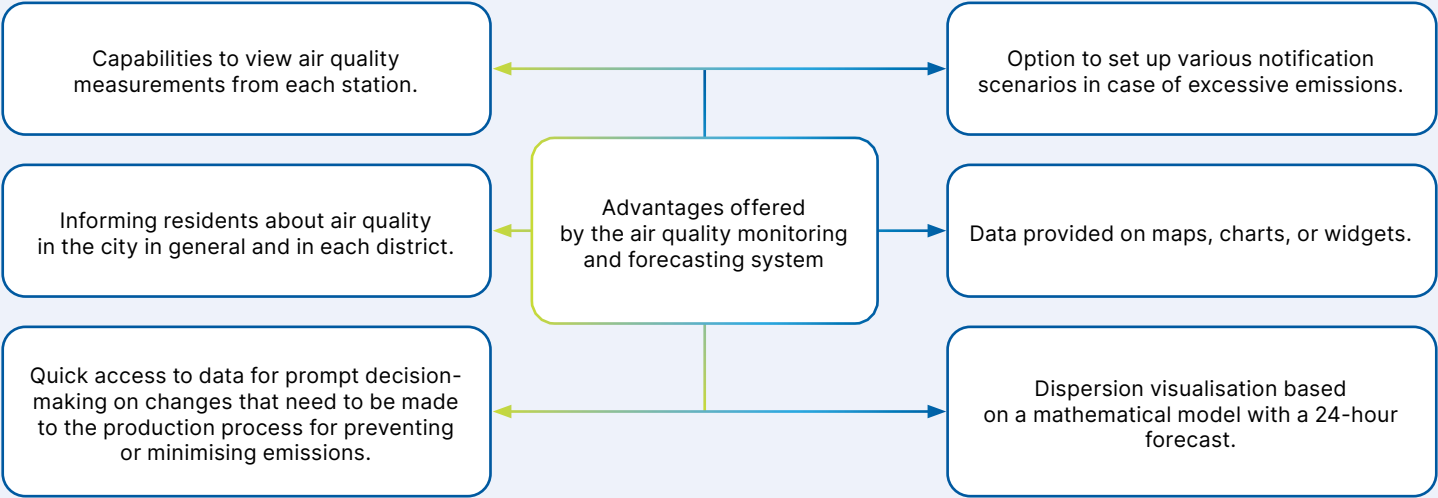 Capabilities to view air quality
measurements from each station.
Option to set up various notification
scenarios in case of excessive emissions.
Informing residents about air quality
in the city in general and in each district.
Advantages offered
by the air quality monitoring
and forecasting system
Data provided on maps, charts, or widgets.
Quick access to data for prompt decision-
making on changes that need to be made
to the production process for preventing
or minimising emissions.
Dispersion visualisation based
on a mathematical model with a 24-hour
forecast.